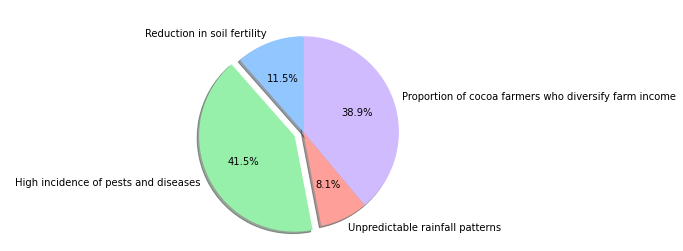 Reduction in soil fertility
11.5%
38.9%
Proportion of cocoa farmers who diversify farm income
41.5%
High incidence of pests and diseases
8.1%
Unpredictable rainfall patterns